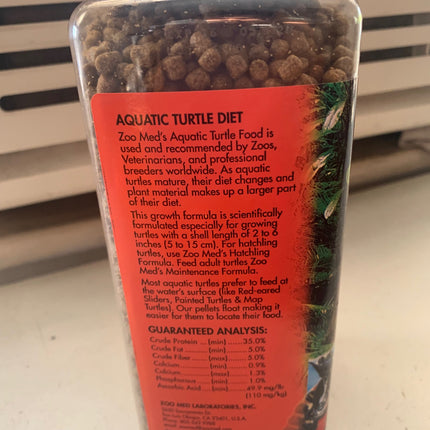 AQUATIC TURTLE DIET
Zoo Med's Aquatic Turtle Food is
used and recommended by Zoos,
Veterinarians, and professional
breeders worldwide. As aquatic
turtles mature, their diet changes and
plant material makes up a larger part
of their diet.
This growth formula is scientifically
formulated especially for growing
turtles with a shell length of 2 to 6
inches (5 to 15 cm). For hatchling
turtles, use Zoo Med's Hatchling
Formula. Feed adult turtles Zoo
Med's Maintenance Formula.
Most aquatic turtles prefer to feed at
the water's surface (like Red-eared
Sliders, Painted Turtles & Map
Turtles). Our pellets float making it
easier for them to locate their food.
GUARANTEED ANALYSIS:
Crude Protein ... (min) ...... 35.0%
Crude Fat ......... (min) ...... 5.0%
Crude Fiber ...... (max) ...... 5.0%
Calcium ........... (min) ...... 0.9%
Calcium ........... (max) ...... 1.3%
Phosphorous ... (min) ...... 1.0%
Ascorbic Acid ... (min) ...... 49.9 mg/lb
(110 mg/kg)
ZOO MED LABORATORIES, INC.
San Luis Obispo, CA 93401, U.S.A.